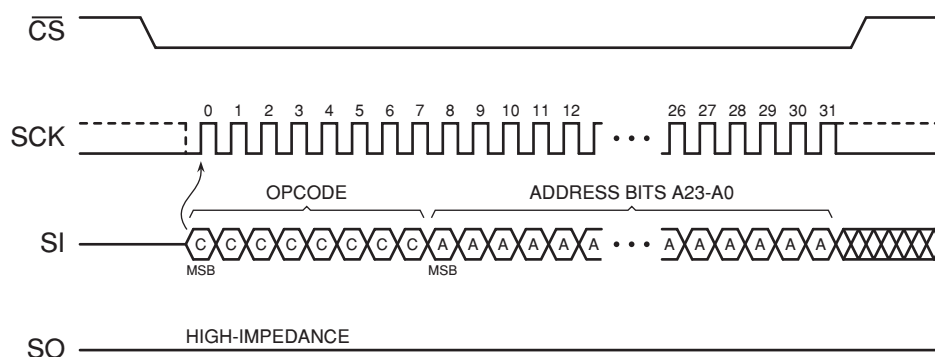 CS
0 1 2 3 4 5 6 7 8 9 10 11 12 26 27 28 29 30 31
SCK
OPCODE ADDRESS BITS A23-A0
SI C C C C C C C C A A A A A A A A A A A A
MSB MSB
HIGH-IMPEDANCE
SO